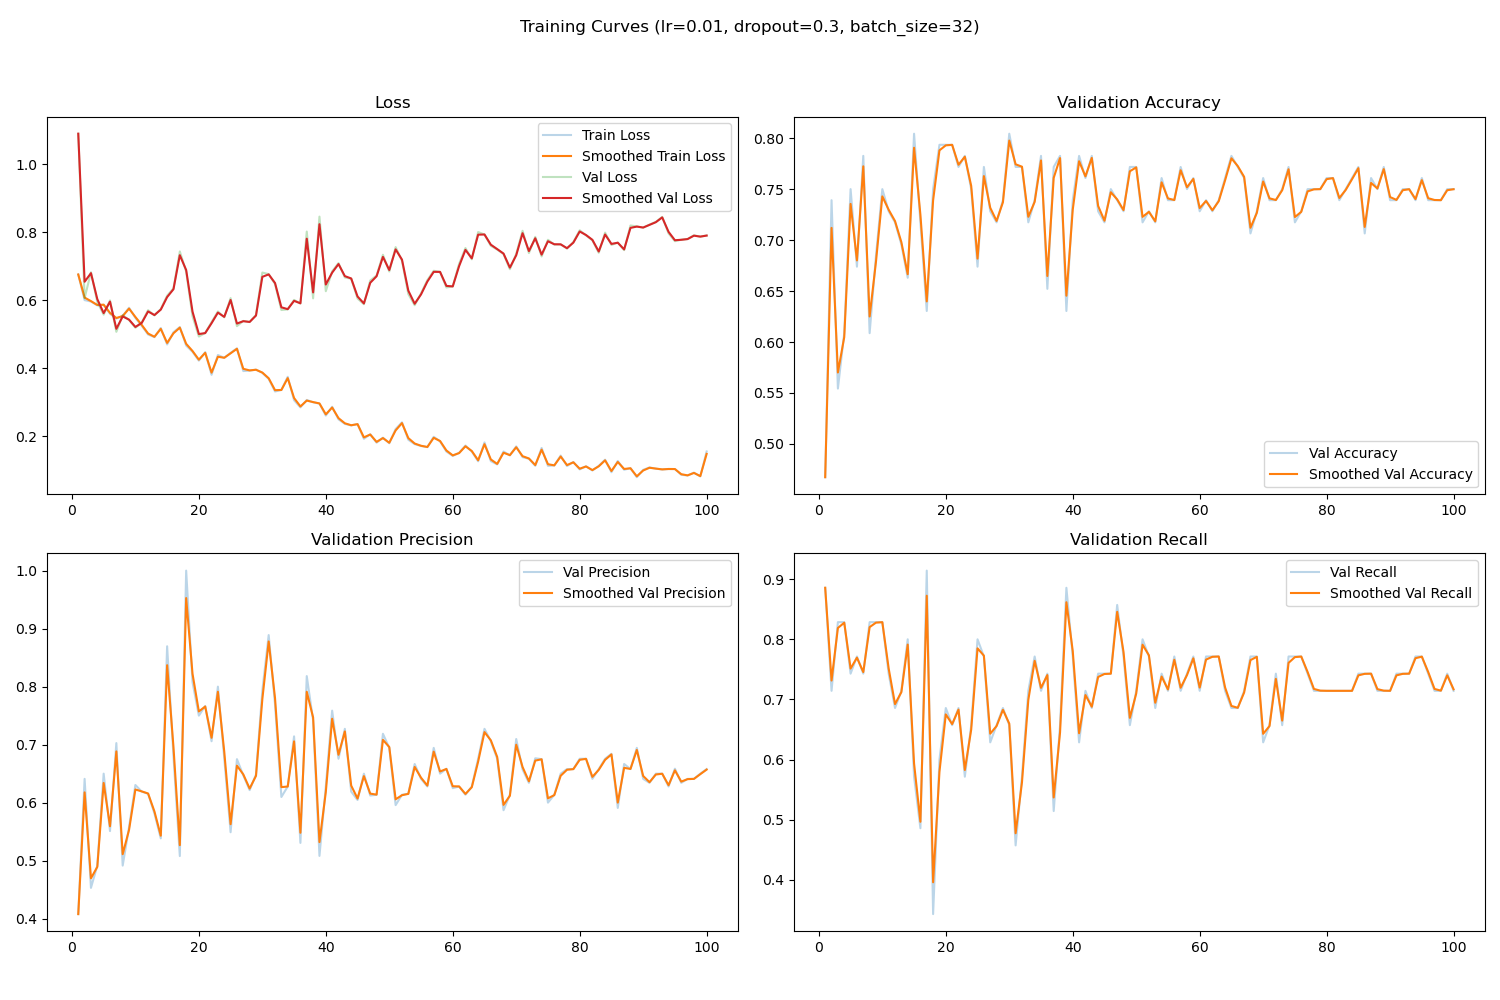 Training Curves (lr=0.01, dropout=0.3, batch_size=32)
Loss
Train Loss
Smoothed Train Loss
Val Loss
Smoothed Val Loss
1.0
0.8
0.6
0.4
0.2
0 20 40 60 80 100
Validation Accuracy
0.80
0.75
0.70
0.65
0.60
0.55
0.50
Val Accuracy
Smoothed Val Accuracy
0 20 40 60 80 100
Validation Precision
Val Precision
Smoothed Val Precision
1.0
0.9
0.8
0.7
0.6
0.5
0.4
0 20 40 60 80 100
Validation Recall
Val Recall
Smoothed Val Recall
0.9
0.8
0.7
0.6
0.5
0.4
0 20 40 60 80 100